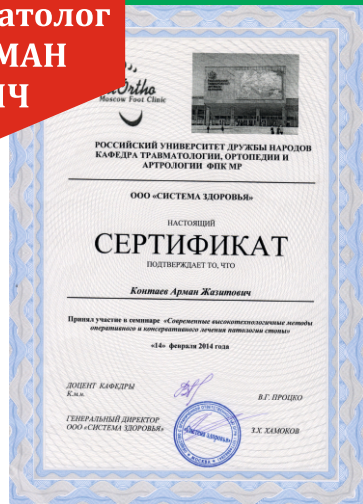 атолог
МАН
ИЧ
Ortho
Moscow Foot Clinic
РОССИЙСКИЙ УНИВЕРСИТЕТ ДРУЖБЫ НАРОДОВ
КАФЕДРА ТРАВМАТОЛОГИИ, ОРТОПЕДИИ И
АРТРОЛОГИИ ФПК МР
ООО «СИСТЕМА ЗДОРОВЬЯ»
НАСТОЯЩИЙ
СЕРТИФИКАТ
ПОДТВЕРЖДАЕТ ТО, ЧТО
Контаев Арман Жазитович
Принял участие в семинаре «Современные высокотехнологичные методы
оперативного и консервативного лечения патологии стопы»
«14» февраля 2014 года
ДОЦЕНТ КАФЕДРЫ
К.м.н.
В.Г. ПРОЦКО
ГЕНЕРАЛЬНЫЙ ДИРЕКТОР
ООО «СИСТЕМА ЗДОРОВЬЯ»
З.Х. ХАМОКОВ
«Система здоровья»